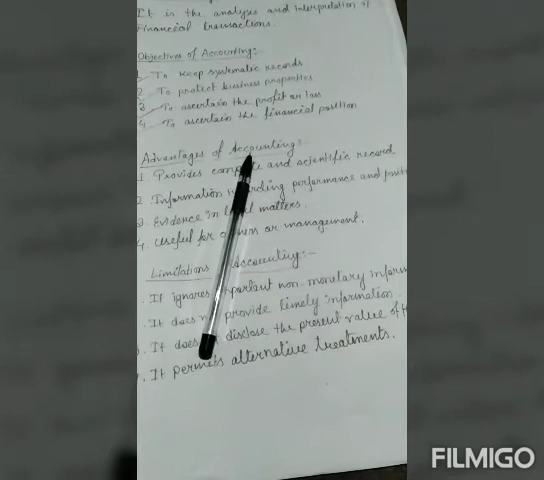 It is the analysis and interpretation of
Financial transactions.
Objectives of Accounting:-
1. To keep systematic records
2. To protect business properties
3. To ascertain the profit or loss
4. To ascertain the financial position
Advantages of Accounting:-
1. Provides and scientific record
2. Information performance and
3. Evidence in matters.
4. Useful for others or management.
Limitations Accounting:-
It ignores non-monetary
It does provide timely information
It does disclose the present value of
It permits alternative treatments.
FILMIGO